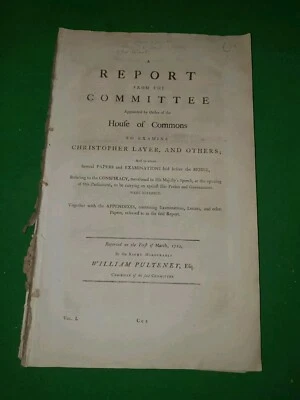 A
REPORT
FROM THE
COMMITTEE
Appointed by Order of the
House of Commons
TO EXAMINE
CHRISTOPHER LAYER, AND OTHERS;
And to whom
Several PAPERS and EXAMINATIONS laid before the HOUSE,
Relating to the CONSPIRACY, mentioned in His Majesty's Speech, at the opening
of this Parliament, to be carrying on against his Person and Government,
were referred:
Together with the APPENDIXES, containing Examinations, Letters, and other
Papers, referred to in the said Report.
Reported on the First of March, 1722,
By the RIGHT HONOURABLE
WILLIAM PULTENEY, Esq;
CHAIRMAN of the said COMMITTEE